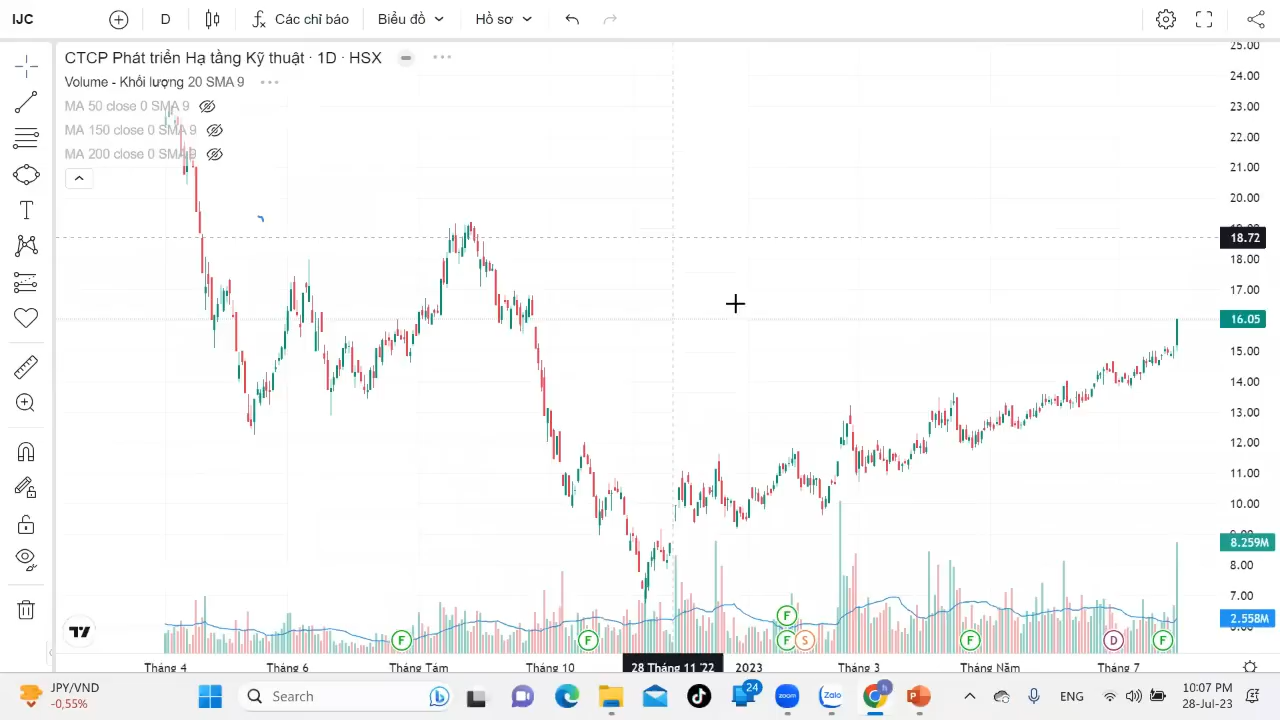 IJC
D
Các chỉ báo
Biểu đồ
Hồ sơ
CTCP Phát triển Hạ tầng Kỹ thuật · 1D · HSX
Volume - Khối lượng 20 SMA 9
MA 50 close 0 SMA 9
MA 150 close 0 SMA 9
MA 200 close 0 SMA 9
25.00
24.00
23.00
22.00
21.00
20.00
18.72
18.00
17.00
16.05
15.00
14.00
13.00
12.00
11.00
10.00
8.259M
8.00
7.00
2.558M
F
F
F
F
S
F
D
F
Tháng 4
Tháng 6
Tháng Tám
Tháng 10
28 Tháng 11 '22
2023
Tháng 3
Tháng Năm
Tháng 7
JPY/VND
-0,55%
Search
24
zoom
Zalo
h
ENG
10:07 PM
28-Jul-23